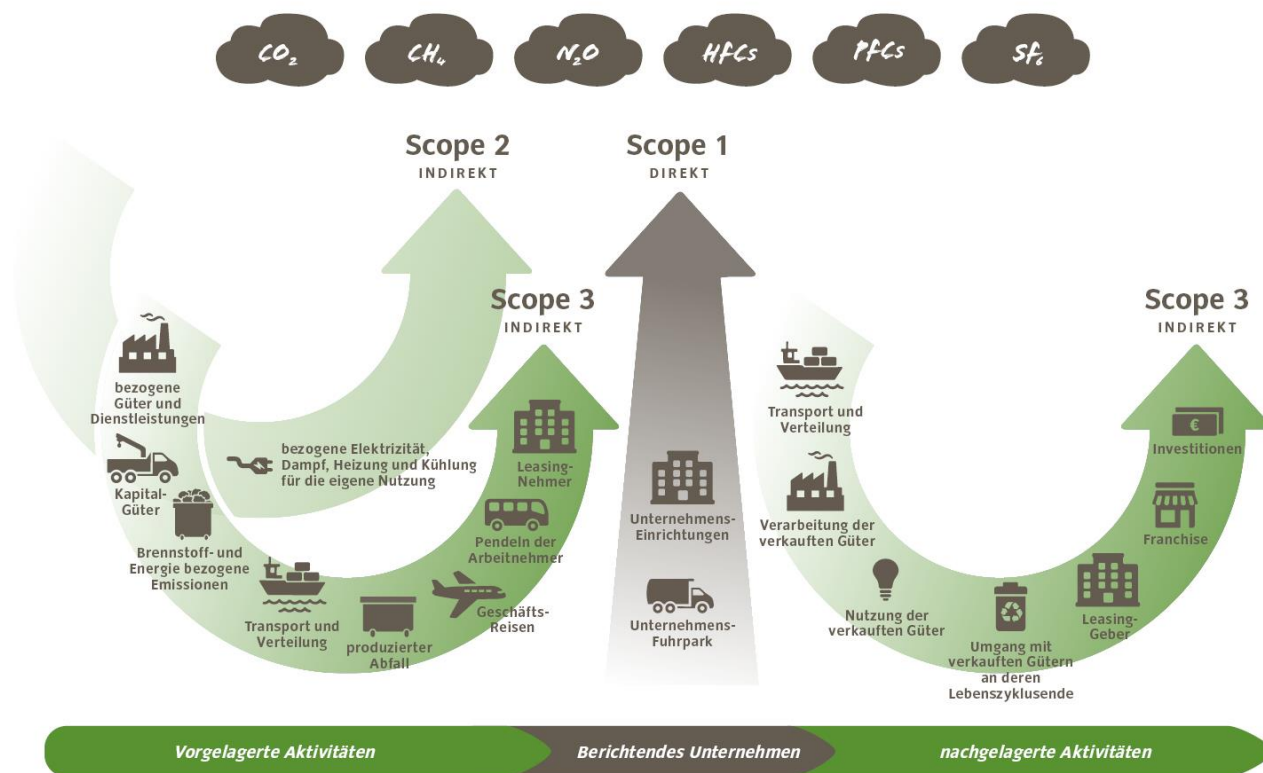 CO₂
CH₄
N₂O
HFCs
PFCs
SF₆
Scope 2
INDIREKT
Scope 1
DIREKT
Scope 3
INDIREKT
Scope 3
INDIREKT
bezogene
Güter und
Dienstleistungen
Kapital-
Güter
Brennstoff- und
Energie bezogene
Emissionen
Transport und
Verteilung
produzierter
Abfall
Geschäfts-
Reisen
Pendeln der
Arbeitnehmer
Leasing-
Nehmer
bezogene Elektrizität,
Dampf, Heizung und Kühlung
für die eigene Nutzung
Unternehmens-
Einrichtungen
Unternehmens-
Fuhrpark
Transport und
Verteilung
Verarbeitung der
verkauften Güter
Nutzung der
verkauften Güter
Umgang mit
verkauften Gütern
an deren
Lebenszyklusende
Leasing-
Geber
Franchise
€
Investitionen
Vorgelagerte Aktivitäten
Berichtendes Unternehmen
nachgelagerte Aktivitäten